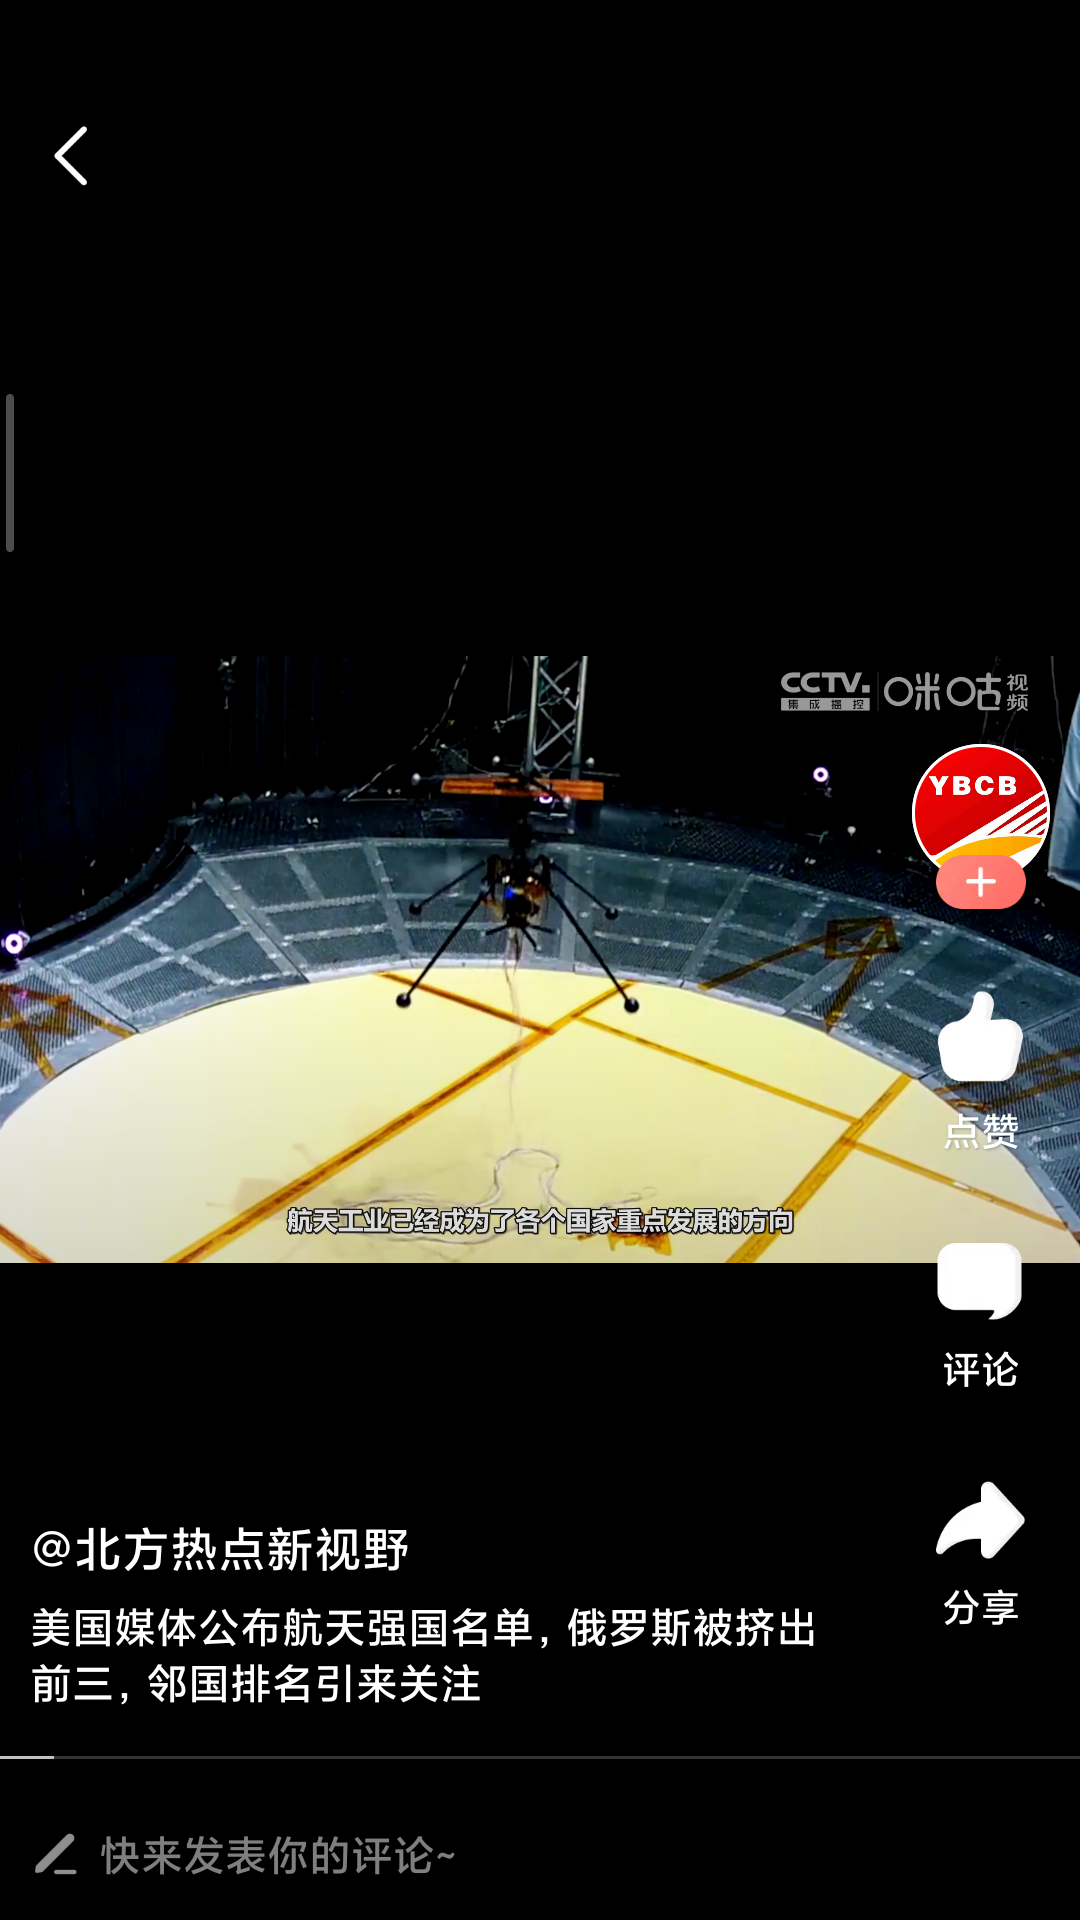 CCTV.
集成播控
咪咕
视频
YBCB
点赞
航天工业已经成为了各个国家重点发展的方向
评论
@北方热点新视野
分享
美国媒体公布航天强国名单，俄罗斯被挤出
前三，邻国排名引来关注
快来发表你的评论~